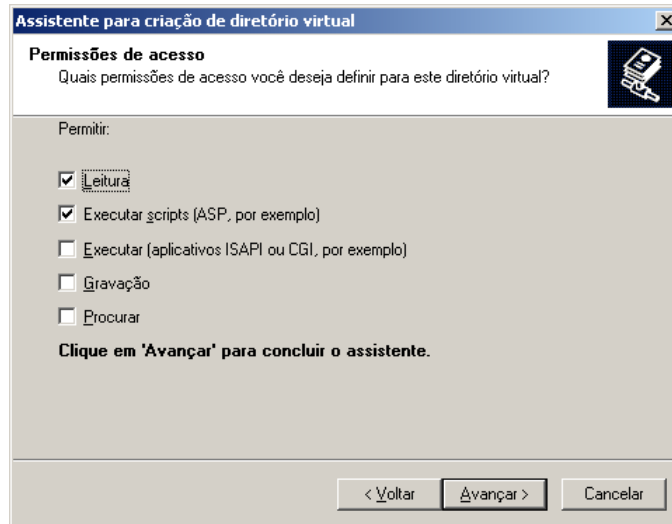 Assistente para criação de diretório virtual
Permissões de acesso
Quais permissões de acesso você deseja definir para este diretório virtual?
Permitir:
Leitura
Executar scripts (ASP, por exemplo)
Executar (aplicativos ISAPI ou CGI, por exemplo)
Gravação
Procurar
Clique em 'Avançar' para concluir o assistente.
< Voltar
Avançar >
Cancelar